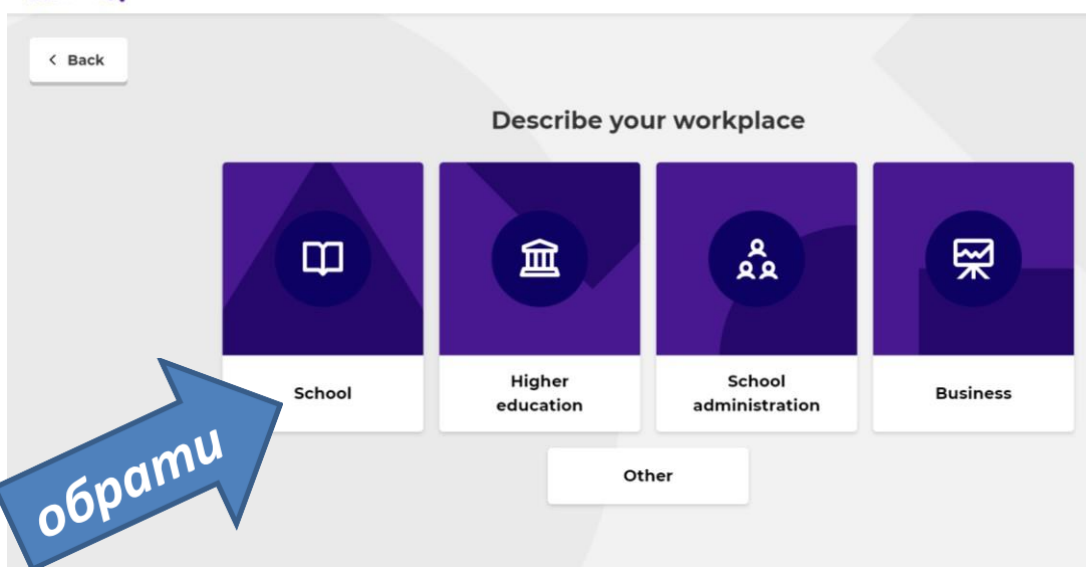 Back
Describe your workplace
School
Higher
education
School
administration
Business
Other
обрати